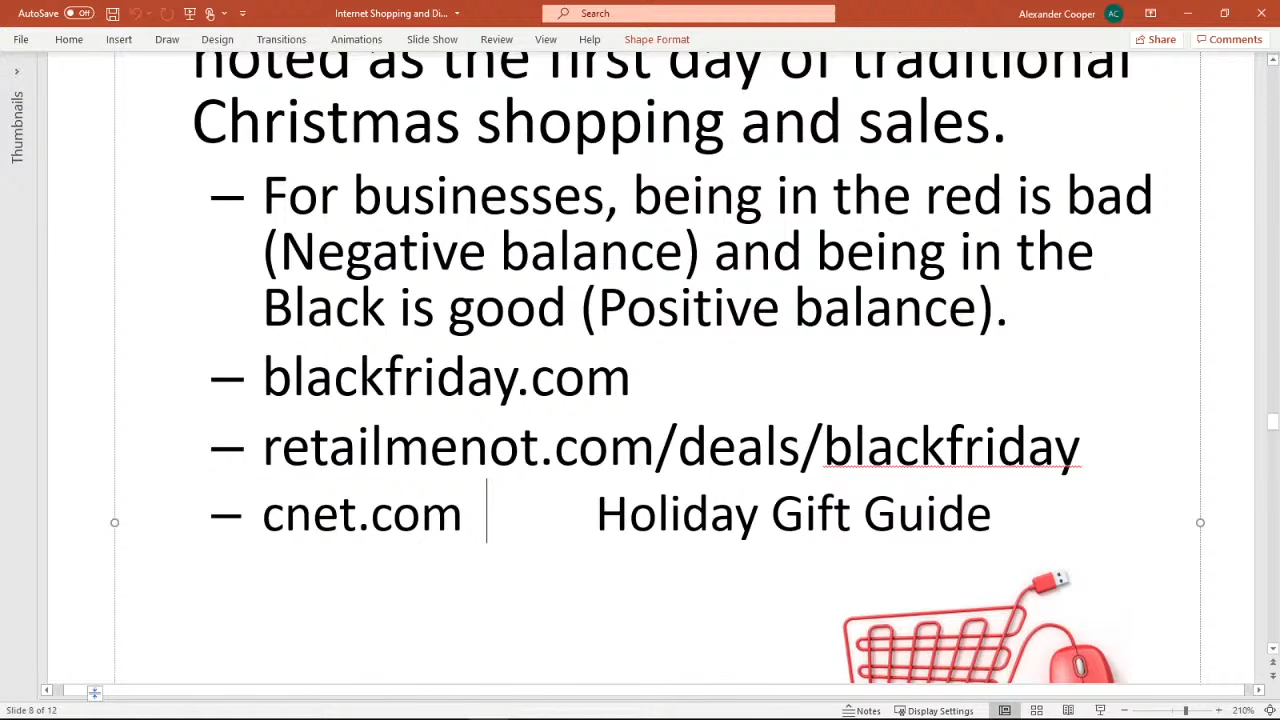 AutoSave Off Internet Shopping and Di... Search Alexander Cooper AC
File Home Insert Draw Design Transitions Animations Slide Show Review View Help Shape Format Share Comments
Thumbnails
noted as the first day of traditional
Christmas shopping and sales.
– For businesses, being in the red is bad
(Negative balance) and being in the
Black is good (Positive balance).
– blackfriday.com
– retailmenot.com/deals/blackfriday
– cnet.com Holiday Gift Guide
Slide 8 of 12 Notes Display Settings 210%